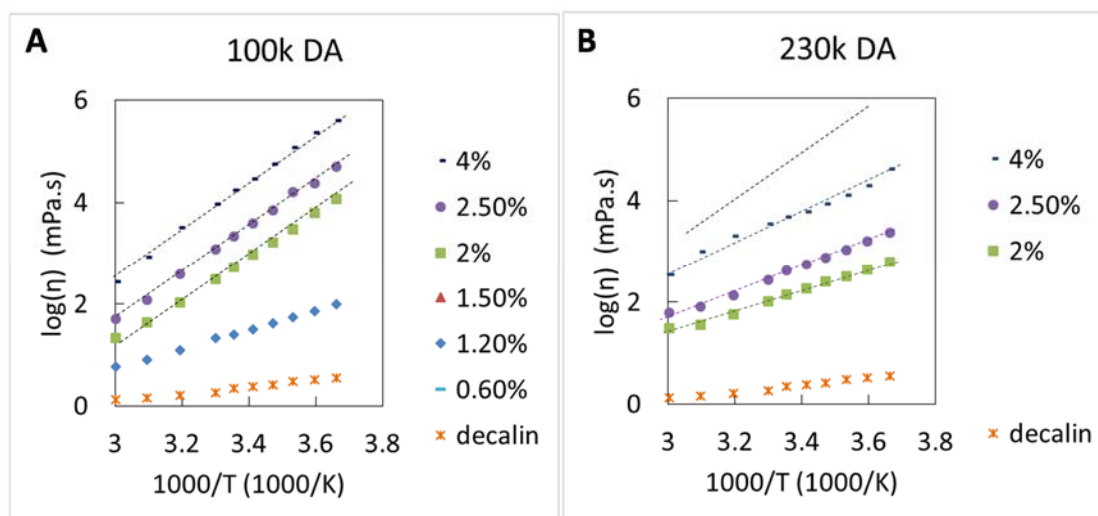 A
100k DA
log(η) (mPa.s)
6
4
2
0
3
3.2
3.4
3.6
3.8
1000/T (1000/K)
4%
2.50%
2%
1.50%
1.20%
0.60%
decalin
B
230k DA
log(η) (mPa.s)
6
4
2
0
3
3.2
3.4
3.6
3.8
1000/T (1000/K)
4%
2.50%
2%
decalin